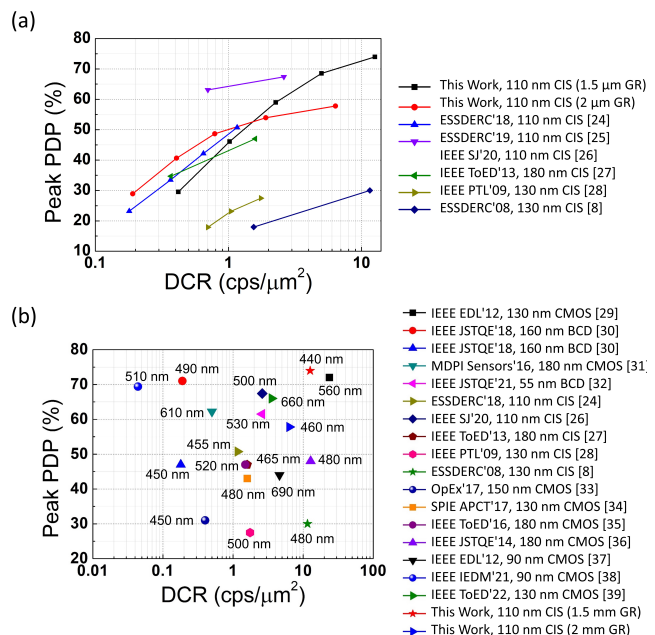 (a)
80
70
60
50
40
30
20
10
0
Peak PDP (%)
0.1
1
10
DCR (cps/μm²)
This Work, 110 nm CIS (1.5 μm GR)
This Work, 110 nm CIS (2 μm GR)
ESSDERC'18, 110 nm CIS [24]
ESSDERC'19, 110 nm CIS [25]
IEEE SJ'20, 110 nm CIS [26]
IEEE ToED'13, 180 nm CIS [27]
IEEE PTL'09, 130 nm CIS [28]
ESSDERC'08, 130 nm CIS [8]
(b)
80
70
60
50
40
30
20
Peak PDP (%)
0.01
0.1
1
10
100
DCR (cps/μm²)
510 nm
490 nm
440 nm
500 nm
560 nm
610 nm
660 nm
530 nm
460 nm
455 nm
450 nm
520 nm
465 nm
480 nm
480 nm
690 nm
450 nm
500 nm
480 nm
IEEE EDL'12, 130 nm CMOS [29]
IEEE JSTQE'18, 160 nm BCD [30]
IEEE JSTQE'18, 160 nm BCD [30]
MDPI Sensors'16, 180 nm CMOS [31]
IEEE JSTQE'21, 55 nm BCD [32]
ESSDERC'18, 110 nm CIS [24]
IEEE SJ'20, 110 nm CIS [26]
IEEE ToED'13, 180 nm CIS [27]
IEEE PTL'09, 130 nm CIS [28]
ESSDERC'08, 130 nm CIS [8]
OpEx'17, 150 nm CMOS [33]
SPIE APCT'17, 130 nm CMOS [34]
IEEE ToED'16, 180 nm CMOS [35]
IEEE JSTQE'14, 180 nm CMOS [36]
IEEE EDL'12, 90 nm CMOS [37]
IEEE IEDM'21, 90 nm CMOS [38]
IEEE ToED'22, 130 nm CMOS [39]
This Work, 110 nm CIS (1.5 mm GR)
This Work, 110 nm CIS (2 mm GR)